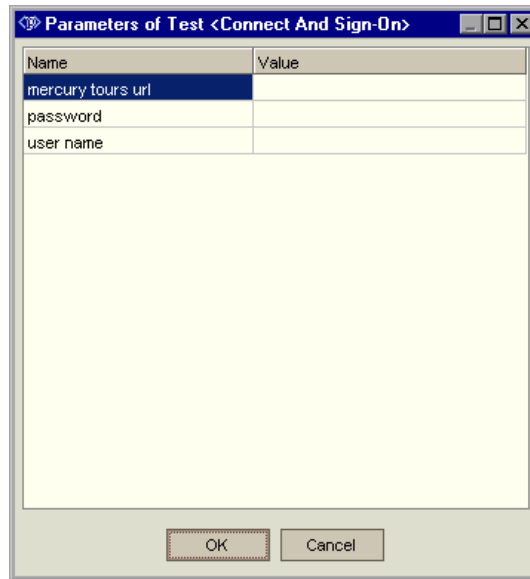 Parameters of Test <Connect And Sign-On>
Name Value
mercury tours url
password
user name
OK Cancel